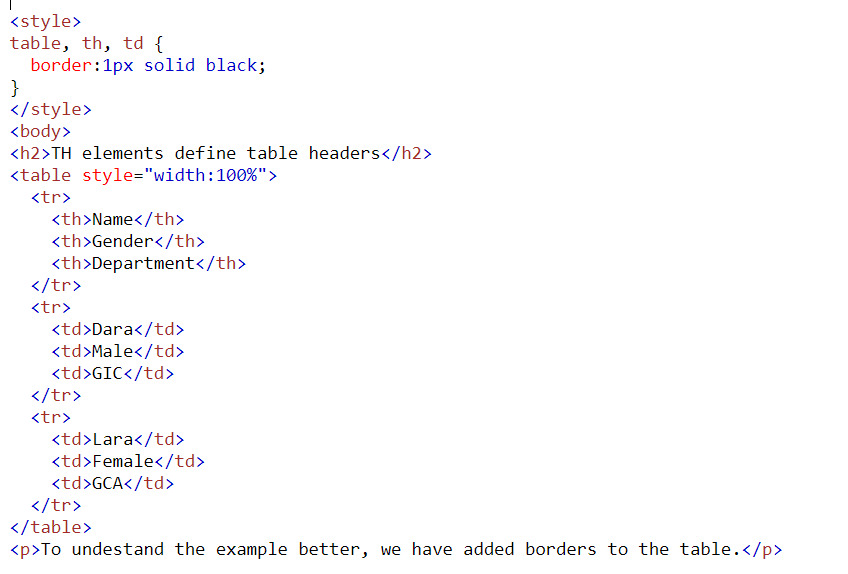 <style>
table, th, td {
  border:1px solid black;
}
</style>
<body>
<h2>TH elements define table headers</h2>
<table style="width:100%">
  <tr>
    <th>Name</th>
    <th>Gender</th>
    <th>Department</th>
  </tr>
  <tr>
    <td>Dara</td>
    <td>Male</td>
    <td>GIC</td>
  </tr>
  <tr>
    <td>Lara</td>
    <td>Female</td>
    <td>GCA</td>
  </tr>
</table>
<p>To undestand the example better, we have added borders to the table.</p>